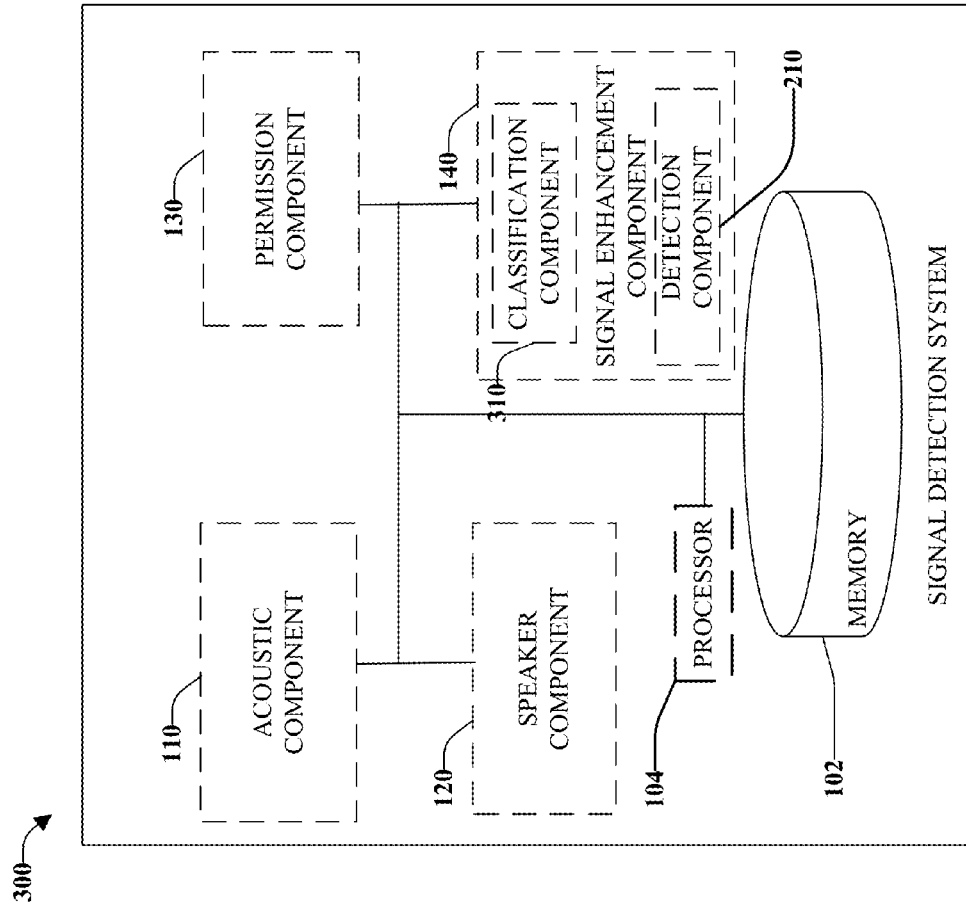 300
110
ACOUSTIC
COMPONENT
130
PERMISSION
COMPONENT
120
SPEAKER
COMPONENT
140
CLASSIFICATION
COMPONENT
310
SIGNAL ENHANCEMENT
COMPONENT
DETECTION
COMPONENT
210
104
PROCESSOR
102
MEMORY
SIGNAL DETECTION SYSTEM